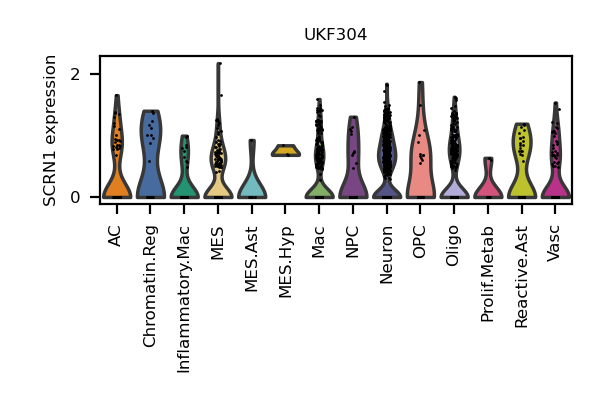 UKF304
SCRN1 expression
2
0
AC
Chromatin.Reg
Inflammatory.Mac
MES
MES.Ast
MES.Hyp
Mac
NPC
Neuron
OPC
Oligo
Prolif.Metab
Reactive.Ast
Vasc